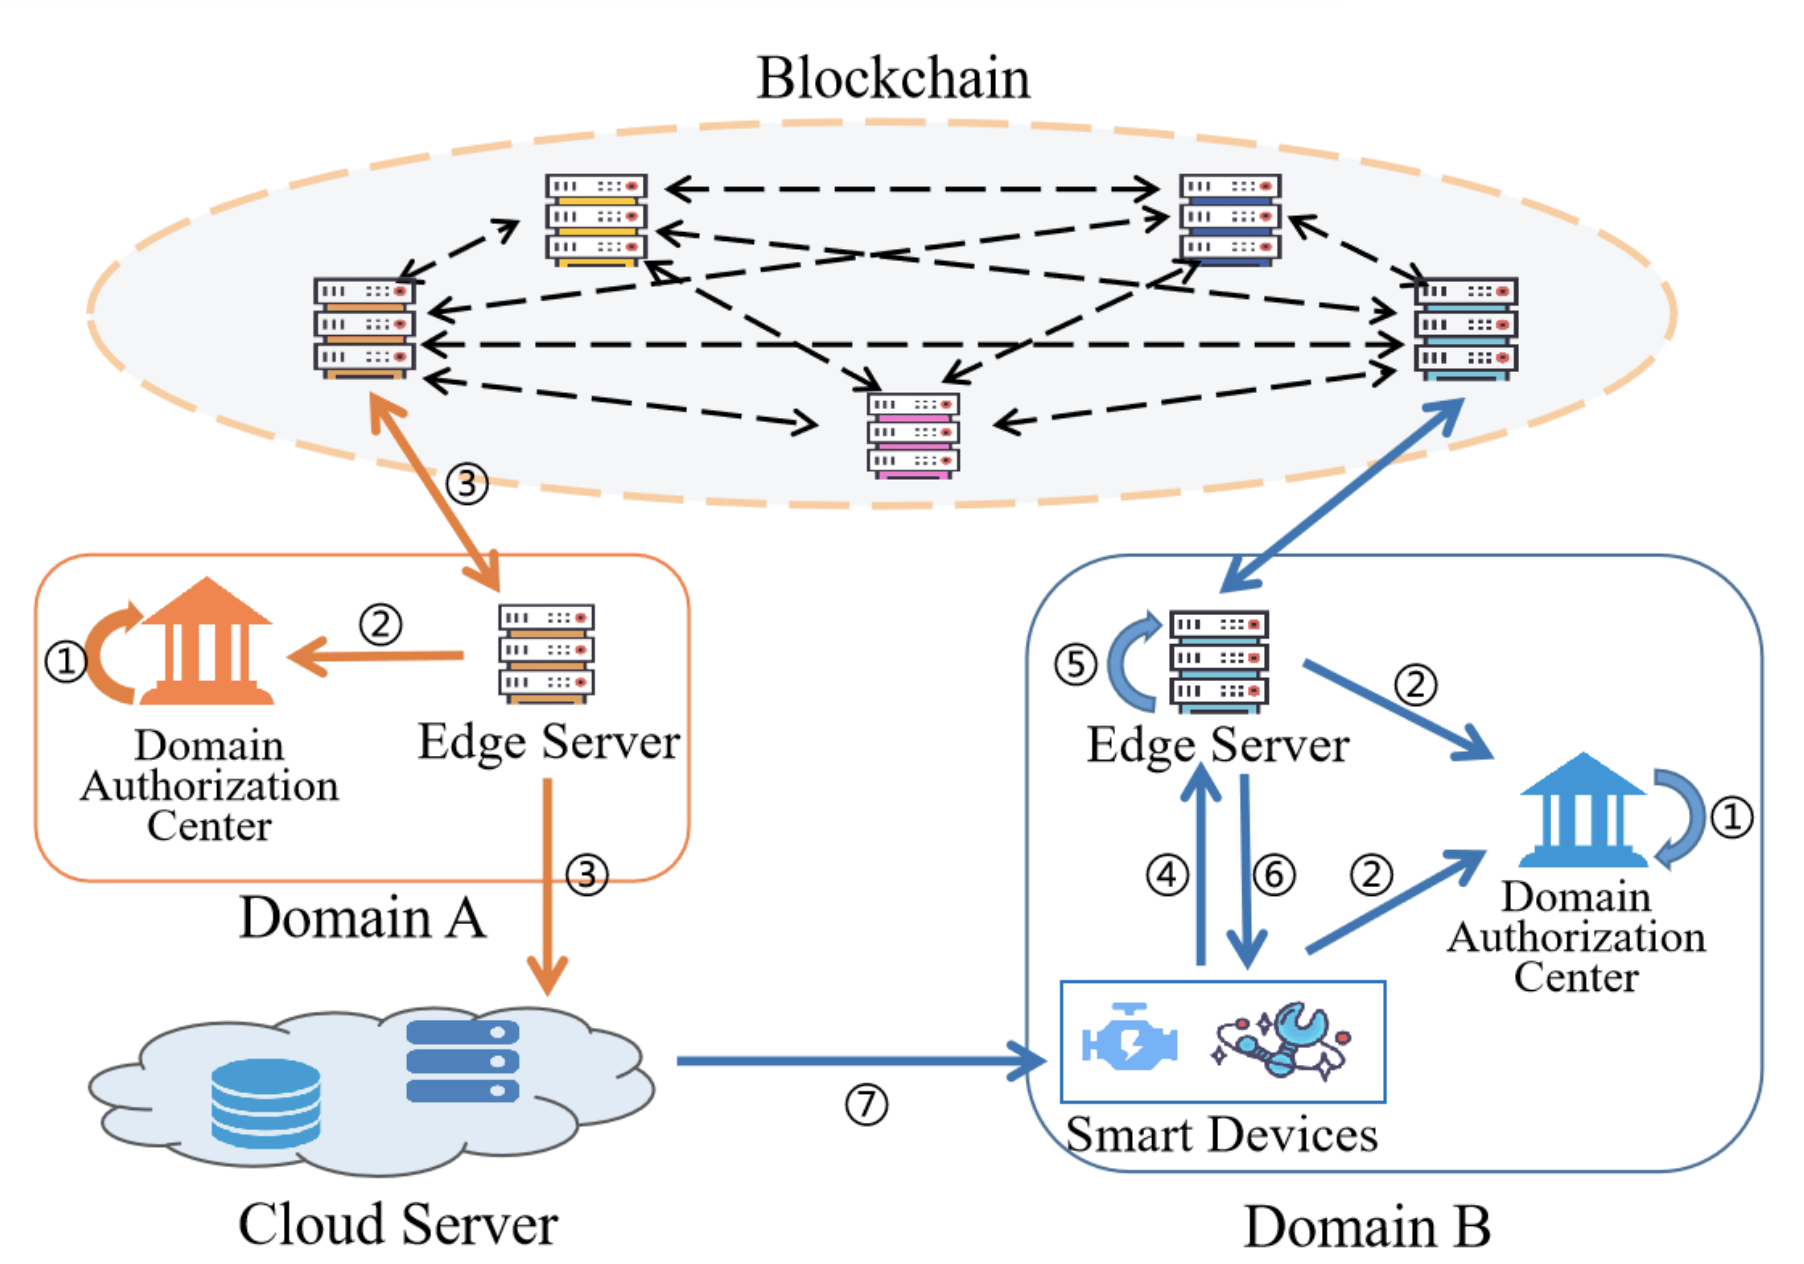 Blockchain
③
①
②
Domain
Authorization
Center
Edge Server
③
Domain A
Cloud Server
⑦
⑤
Edge Server
②
④
⑥
②
①
Domain
Authorization
Center
Smart Devices
Domain B